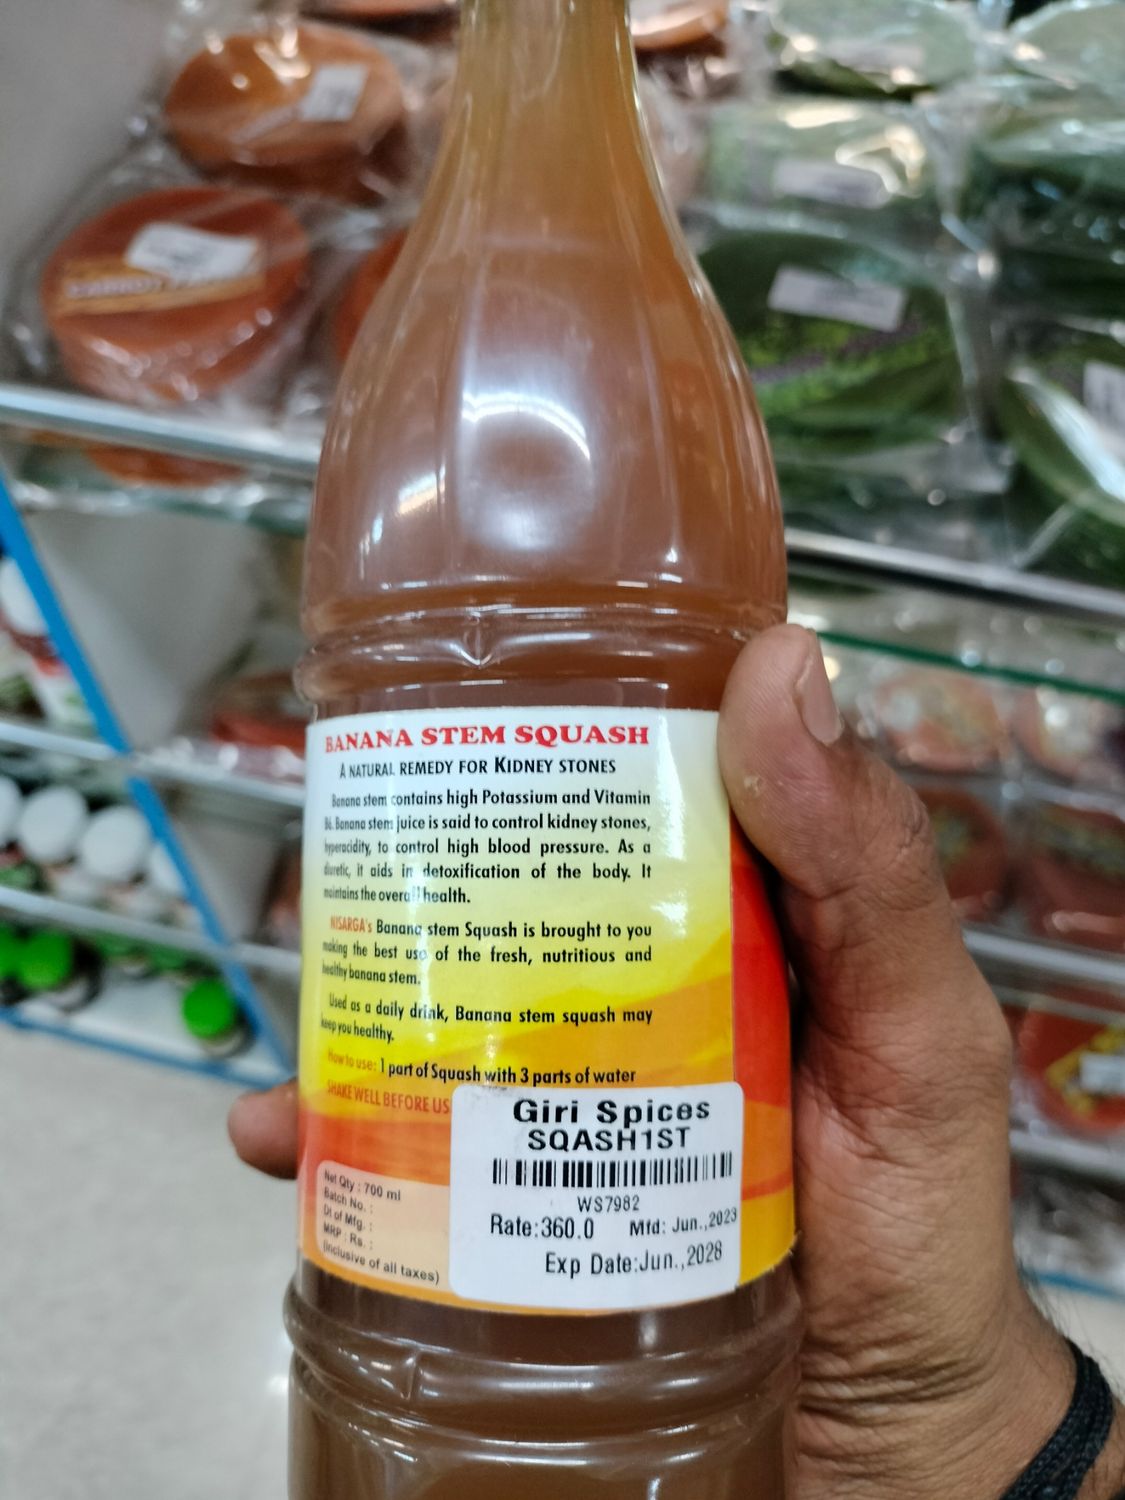 BANANA STEM SQUASH
A NATURAL REMEDY FOR KIDNEY STONES
Banana stem contains high Potassium and Vitamin
B6. Banana stem juice is said to control kidney stones,
hyperacidity, to control high blood pressure. As a
diuretic, it aids in detoxification of the body. It
maintains the overall health.
NISARGA's Banana stem Squash is brought to you
making the best use of the fresh, nutritious and
healthy banana stem.
Used as a daily drink, Banana stem squash may
keep you healthy.
How to use: 1 part of Squash with 3 parts of water
SHAKE WELL BEFORE US
Net Qty : 700 ml
Batch No. :
Dt of Mfg. :
MRP : Rs. :
(inclusive of all taxes)
Giri Spices
SQASH1ST
WS7982
Rate:360.0 Mfd: Jun.,2023
Exp Date:Jun.,2028